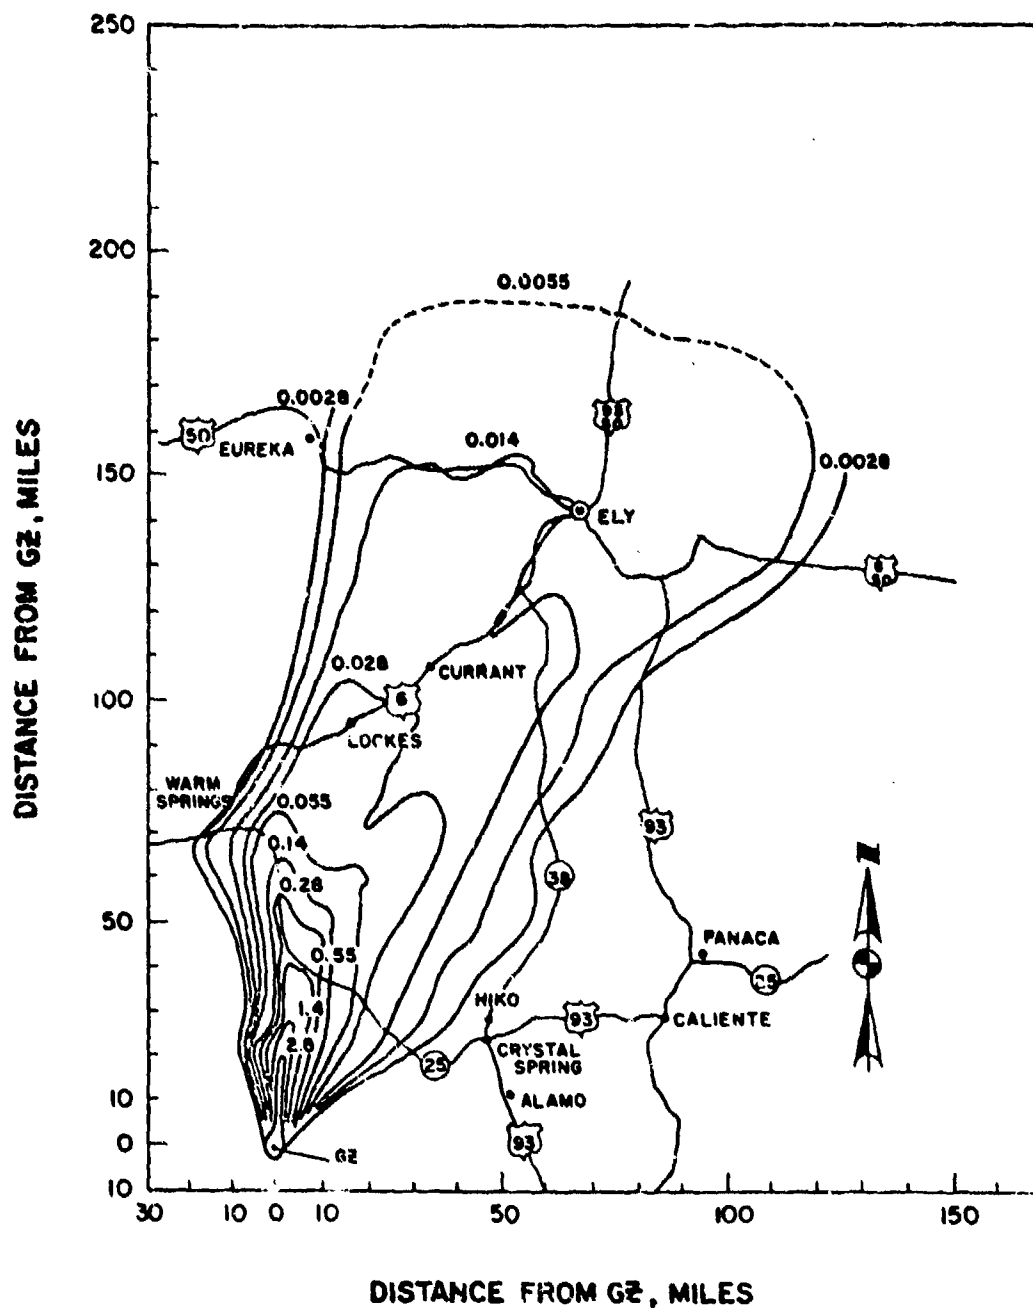 250
200
150
100
50
10
0
10
DISTANCE FROM GZ, MILES
0.0055
0.0028
50
EUREKA
0.014
ELY
0.0028
0.028
CURRANT
6
LOCKES
WARM
SPRINGS
0.055
0.14
0.28
0.55
1.4
2.8
93
38
PANACA
25
HIKO
93
CALIENTE
CRYSTAL
SPRING
25
ALAMO
93
GZ
N
30 10 0 10 50 100 150
DISTANCE FROM GZ, MILES